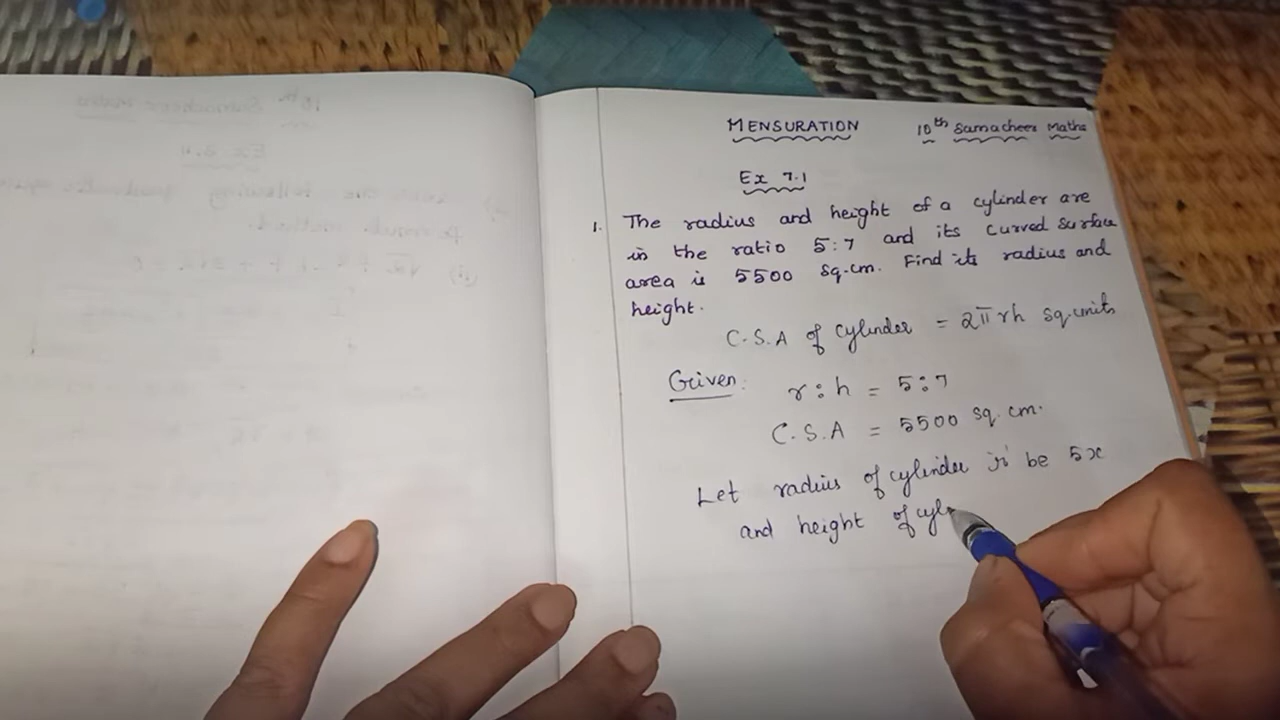 MENSURATION 10th Samacheer Maths
Ex 7.1
1. The radius and height of a cylinder are
in the ratio 5:7 and its curved surface
area is 5500 sq.cm. Find its radius and
height.
C.S.A of cylinder = 2πrh sq.units
Given: r:h = 5:7
C.S.A = 5500 sq.cm.
Let radius of cylinder 'r' be 5x
and height of cyl